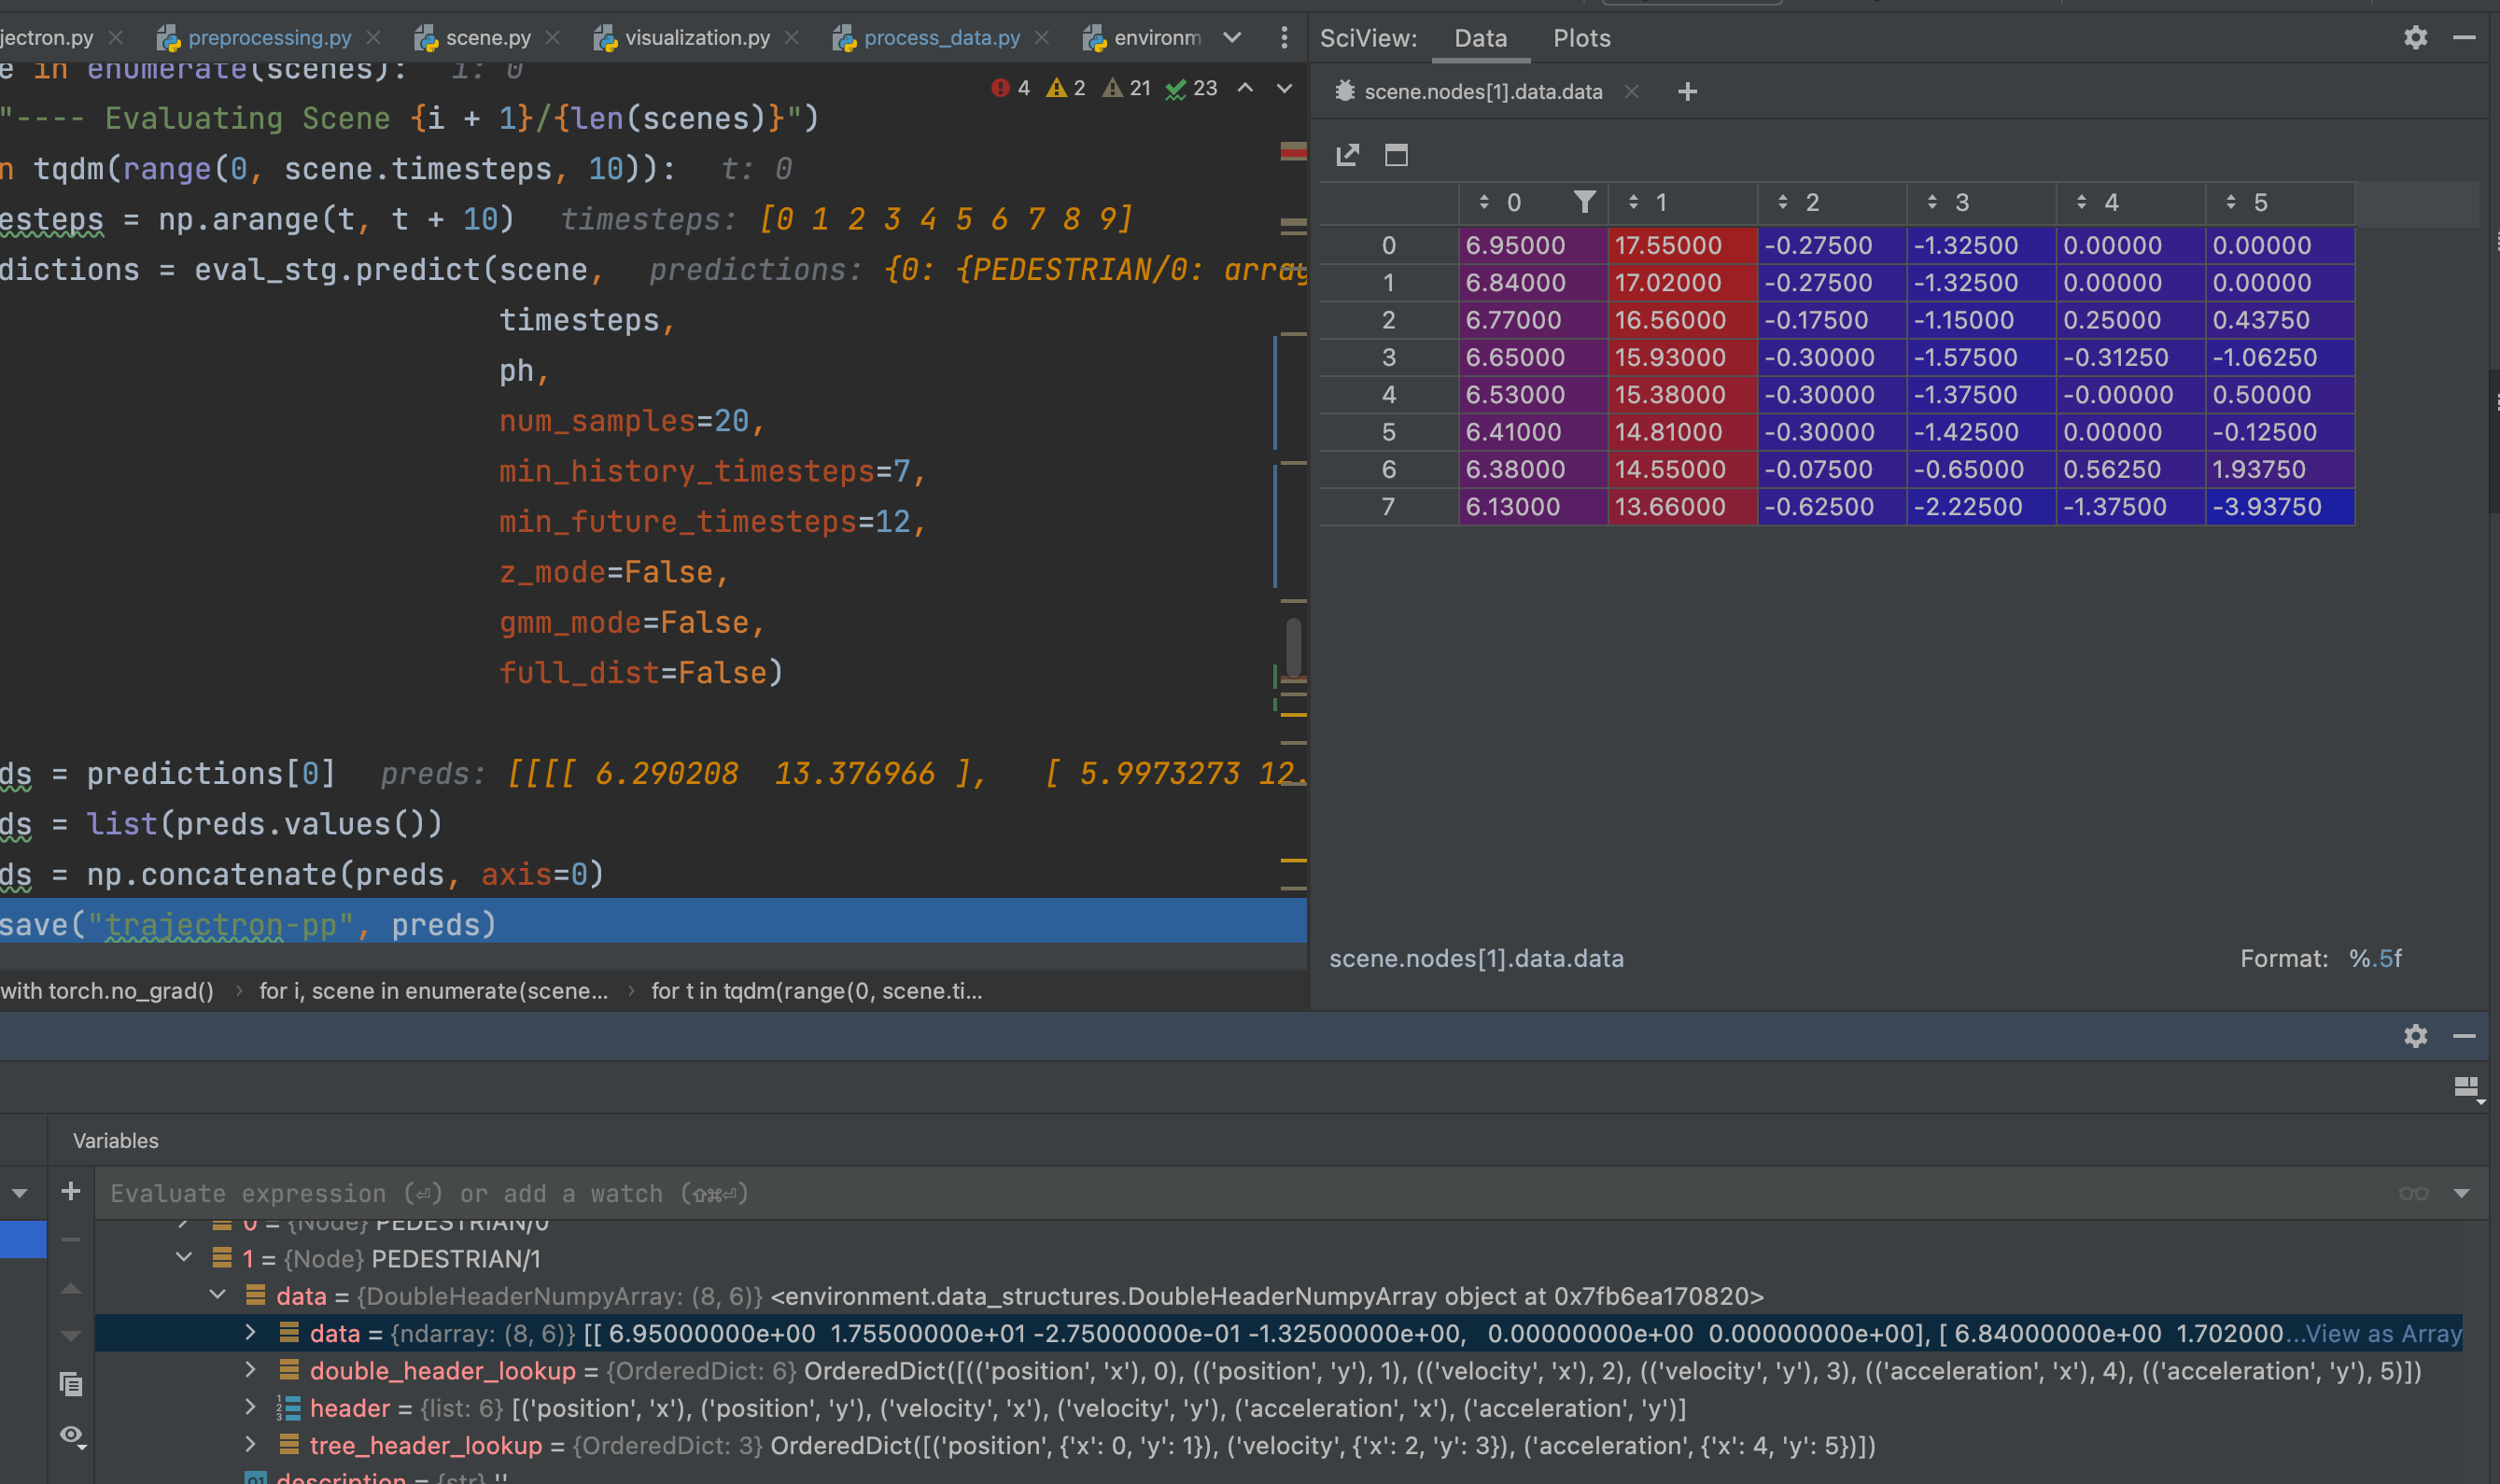 jectron.py preprocessing.py scene.py visualization.py process_data.py environm
SciView: Data Plots
e in enumerate(scenes): i: 0
4 2 21 23
scene.nodes[1].data.data
"---- Evaluating Scene {i + 1}/{len(scenes)}")
n tqdm(range(0, scene.timesteps, 10)): t: 0
esteps = np.arange(t, t + 10) timesteps: [0 1 2 3 4 5 6 7 8 9]
dictions = eval_stg.predict(scene, predictions: {0: {PEDESTRIAN/0: array
timesteps,
ph,
num_samples=20,
min_history_timesteps=7,
min_future_timesteps=12,
z_mode=False,
gmm_mode=False,
full_dist=False)
ds = predictions[0] preds: [[[[ 6.290208 13.376966 ], [ 5.9973273 12.
ds = list(preds.values())
ds = np.concatenate(preds, axis=0)
save("trajectron-pp", preds)
with torch.no_grad() › for i, scene in enumerate(scene... › for t in tqdm(range(0, scene.ti...
0 1 2 3 4 5
0 6.95000 17.55000 -0.27500 -1.32500 0.00000 0.00000
1 6.84000 17.02000 -0.27500 -1.32500 0.00000 0.00000
2 6.77000 16.56000 -0.17500 -1.15000 0.25000 0.43750
3 6.65000 15.93000 -0.30000 -1.57500 -0.31250 -1.06250
4 6.53000 15.38000 -0.30000 -1.37500 -0.00000 0.50000
5 6.41000 14.81000 -0.30000 -1.42500 0.00000 -0.12500
6 6.38000 14.55000 -0.07500 -0.65000 0.56250 1.93750
7 6.13000 13.66000 -0.62500 -2.22500 -1.37500 -3.93750
scene.nodes[1].data.data Format: %.5f
Variables
Evaluate expression (⏎) or add a watch (⇧⌘⏎)
0 = {Node} PEDESTRIAN/0
1 = {Node} PEDESTRIAN/1
data = {DoubleHeaderNumpyArray: (8, 6)} <environment.data_structures.DoubleHeaderNumpyArray object at 0x7fb6ea170820>
data = {ndarray: (8, 6)} [[ 6.95000000e+00 1.75500000e+01 -2.75000000e-01 -1.32500000e+00, 0.00000000e+00 0.00000000e+00], [ 6.84000000e+00 1.702000...View as Array
double_header_lookup = {OrderedDict: 6} OrderedDict([(('position', 'x'), 0), (('position', 'y'), 1), (('velocity', 'x'), 2), (('velocity', 'y'), 3), (('acceleration', 'x'), 4), (('acceleration', 'y'), 5)])
header = {list: 6} [('position', 'x'), ('position', 'y'), ('velocity', 'x'), ('velocity', 'y'), ('acceleration', 'x'), ('acceleration', 'y')]
tree_header_lookup = {OrderedDict: 3} OrderedDict([('position', {'x': 0, 'y': 1}), ('velocity', {'x': 2, 'y': 3}), ('acceleration', {'x': 4, 'y': 5})])
description = {str} ''